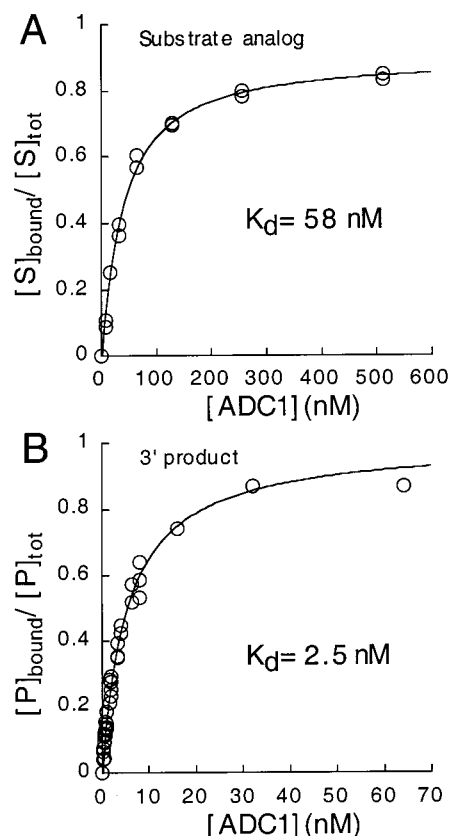 A
Substrate analog
1
0.8
0.6
0.4
0.2
0
[S]bound/ [S]tot
Kd= 58 nM
0 100 200 300 400 500 600
[ADC1] (nM)
B
3' product
1
0.8
0.6
0.4
0.2
0
[P]bound/ [P]tot
Kd= 2.5 nM
0 10 20 30 40 50 60 70
[ADC1] (nM)